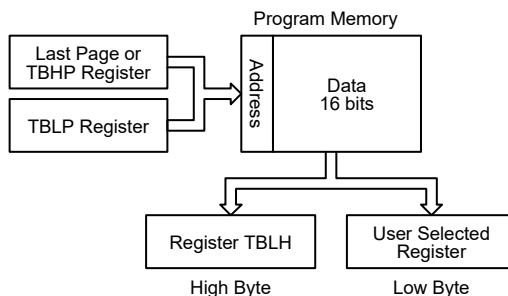 Program Memory
Last Page or
TBHP Register
Address
Data
16 bits
TBLP Register
Register TBLH
User Selected
Register
High Byte
Low Byte